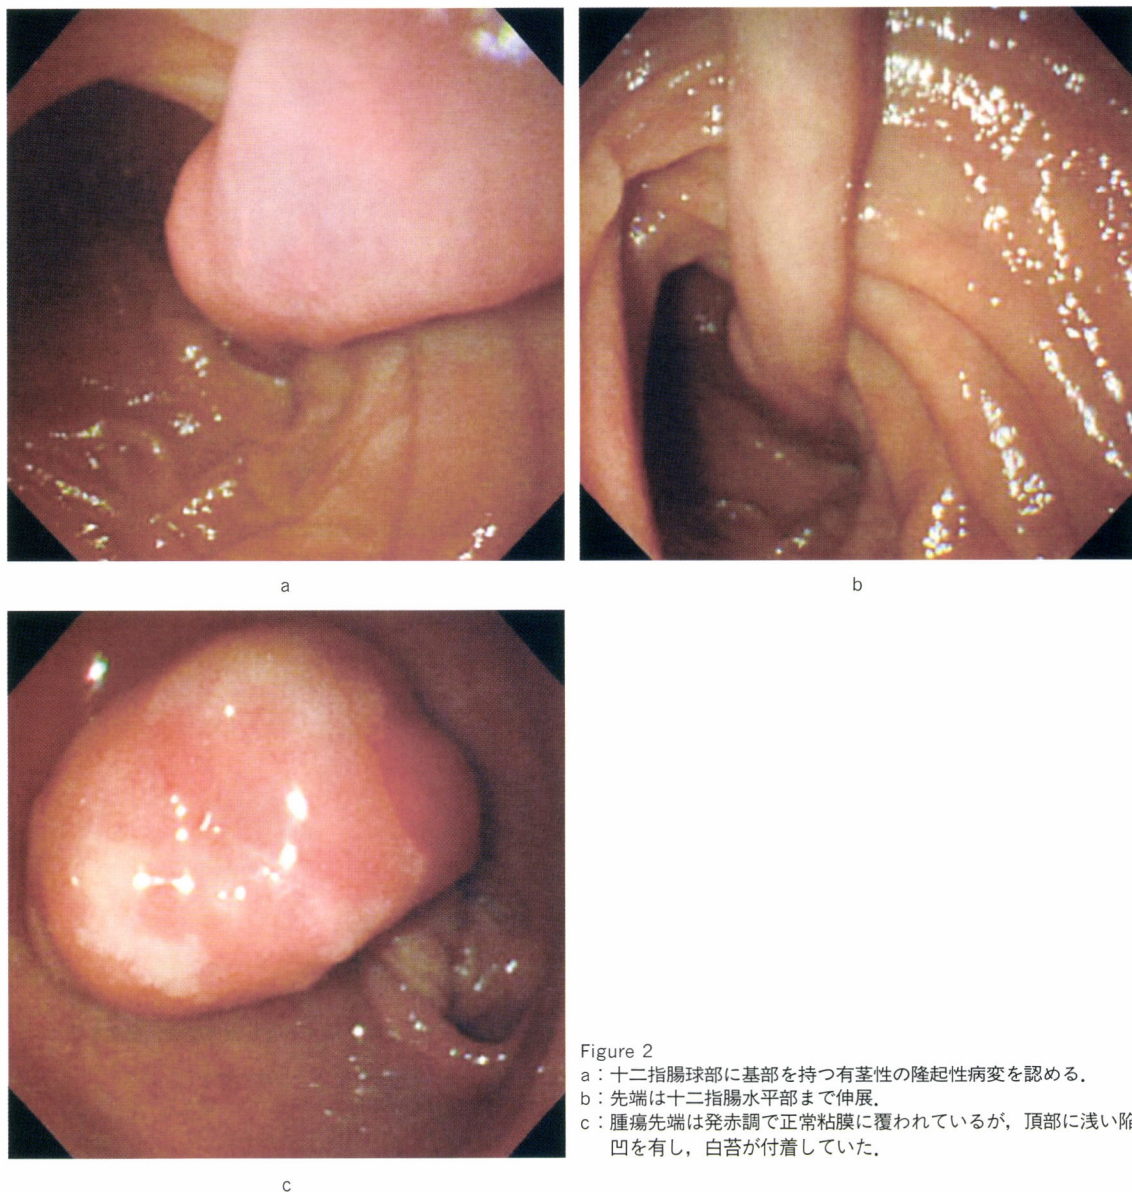 a
b
c
Figure 2
a：十二指腸球部に基部を持つ有茎性の隆起性病変を認める．
b：先端は十二指腸水平部まで伸展．
c：腫瘍先端は発赤調で正常粘膜に覆われているが，頂部に浅い陥
凹を有し，白苔が付着していた．